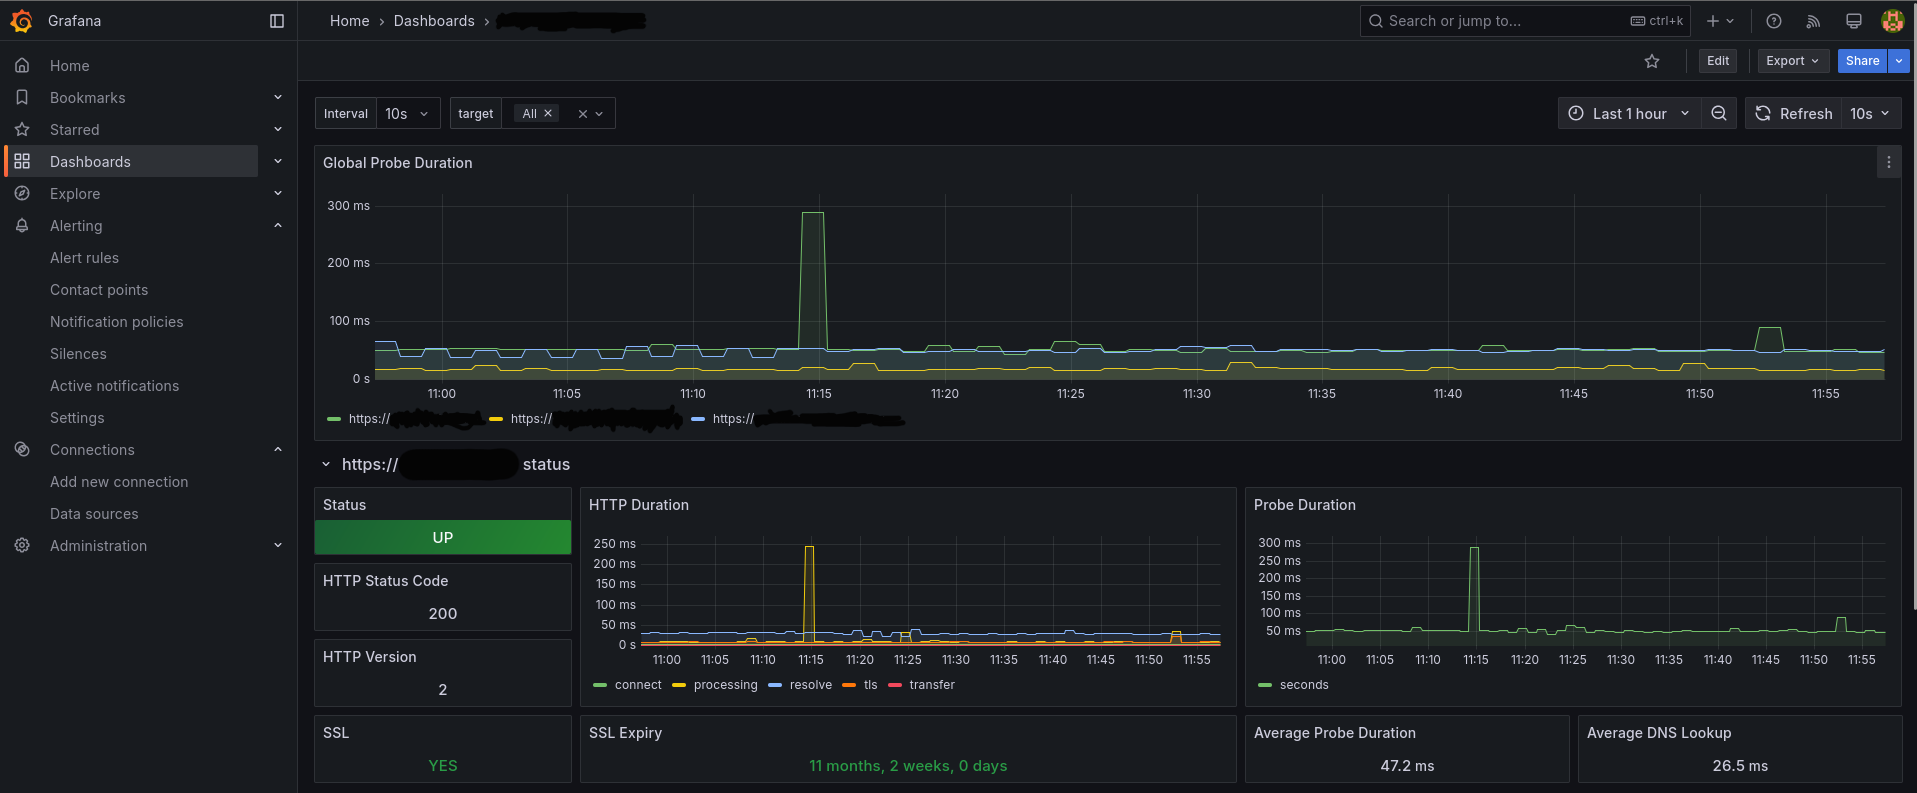 Grafana
Home › Dashboards ›
Search or jump to... ctrl+k
Edit Export Share
Home
Bookmarks
Starred
Dashboards
Explore
Alerting
Alert rules
Contact points
Notification policies
Silences
Active notifications
Settings
Connections
Add new connection
Data sources
Administration
Interval 10s target All Last 1 hour Refresh 10s
Global Probe Duration
300 ms
200 ms
100 ms
0 s
11:00 11:05 11:10 11:15 11:20 11:25 11:30 11:35 11:40 11:45 11:50 11:55
https:// https:// https://
https:// status
Status
UP
HTTP Status Code
200
HTTP Version
2
SSL
YES
HTTP Duration
250 ms
200 ms
150 ms
100 ms
50 ms
0 s
11:00 11:05 11:10 11:15 11:20 11:25 11:30 11:35 11:40 11:45 11:50 11:55
connect processing resolve tls transfer
Probe Duration
300 ms
250 ms
200 ms
150 ms
100 ms
50 ms
11:00 11:05 11:10 11:15 11:20 11:25 11:30 11:35 11:40 11:45 11:50 11:55
seconds
SSL Expiry
11 months, 2 weeks, 0 days
Average Probe Duration
47.2 ms
Average DNS Lookup
26.5 ms